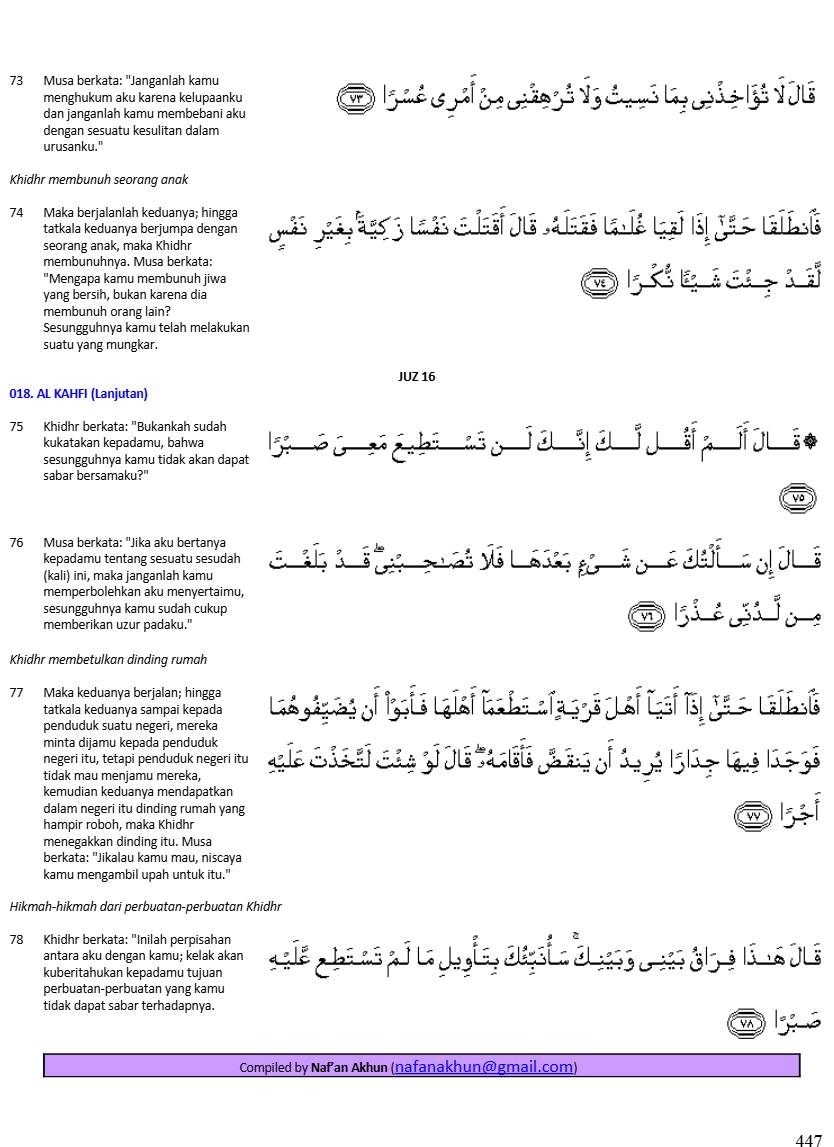 73 Musa berkata: "Janganlah kamu
menghukum aku karena kelupaanku
dan janganlah kamu membebani aku
dengan sesuatu kesulitan dalam
urusanku."
قَالَ لَا تُؤَاخِذْنِى بِمَا نَسِيتُ وَلَا تُرْهِقْنِى مِنْ أَمْرِى عُسْرًا ٧٣
Khidhr membunuh seorang anak
74 Maka berjalanlah keduanya; hingga
tatkala keduanya berjumpa dengan
seorang anak, maka Khidhr
membunuhnya. Musa berkata:
"Mengapa kamu membunuh jiwa
yang bersih, bukan karena dia
membunuh orang lain?
Sesungguhnya kamu telah melakukan
suatu yang mungkar.
فَٱنطَلَقَا حَتَّىٰٓ إِذَا لَقِيَا غُلَـٰمًا فَقَتَلَهُۥ قَالَ أَقَتَلْتَ نَفْسًا زَكِيَّةًۢ بِغَيْرِ نَفْسٍ
لَّقَدْ جِئْتَ شَيْـًٔا نُّكْرًا ٧٤
JUZ 16
018. AL KAHFI (Lanjutan)
75 Khidhr berkata: "Bukankah sudah
kukatakan kepadamu, bahwa
sesungguhnya kamu tidak akan dapat
sabar bersamaku?"
۞ قَالَ أَلَمْ أَقُل لَّكَ إِنَّكَ لَن تَسْتَطِيعَ مَعِىَ صَبْرًا
٧٥
76 Musa berkata: "Jika aku bertanya
kepadamu tentang sesuatu sesudah
(kali) ini, maka janganlah kamu
memperbolehkan aku menyertaimu,
sesungguhnya kamu sudah cukup
memberikan uzur padaku."
قَالَ إِن سَأَلْتُكَ عَن شَىْءٍۭ بَعْدَهَا فَلَا تُصَـٰحِبْنِى ۖ قَدْ بَلَغْتَ
مِن لَّدُنِّى عُذْرًا ٧٦
Khidhr membetulkan dinding rumah
77 Maka keduanya berjalan; hingga
tatkala keduanya sampai kepada
penduduk suatu negeri, mereka
minta dijamu kepada penduduk
negeri itu, tetapi penduduk negeri itu
tidak mau menjamu mereka,
kemudian keduanya mendapatkan
dalam negeri itu dinding rumah yang
hampir roboh, maka Khidhr
menegakkan dinding itu. Musa
berkata: "Jikalau kamu mau, niscaya
kamu mengambil upah untuk itu."
فَٱنطَلَقَا حَتَّىٰٓ إِذَآ أَتَيَآ أَهْلَ قَرْيَةٍ ٱسْتَطْعَمَآ أَهْلَهَا فَأَبَوْا۟ أَن يُضَيِّفُوهُمَا
فَوَجَدَا فِيهَا جِدَارًا يُرِيدُ أَن يَنقَضَّ فَأَقَامَهُۥ ۖ قَالَ لَوْ شِئْتَ لَتَّخَذْتَ عَلَيْهِ
أَجْرًا ٧٧
Hikmah-hikmah dari perbuatan-perbuatan Khidhr
78 Khidhr berkata: "Inilah perpisahan
antara aku dengan kamu; kelak akan
kuberitahukan kepadamu tujuan
perbuatan-perbuatan yang kamu
tidak dapat sabar terhadapnya.
قَالَ هَـٰذَا فِرَاقُ بَيْنِى وَبَيْنِكَ ۚ سَأُنَبِّئُكَ بِتَأْوِيلِ مَا لَمْ تَسْتَطِع عَّلَيْهِ
صَبْرًا ٧٨
Compiled by Naf'an Akhun (nafanakhun@gmail.com)
447